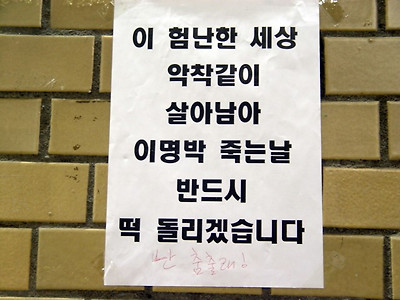 이 험난한 세상
악착같이
살아남아
이명박 죽는날
반드시
떡 돌리겠습니다
난 춤출래!